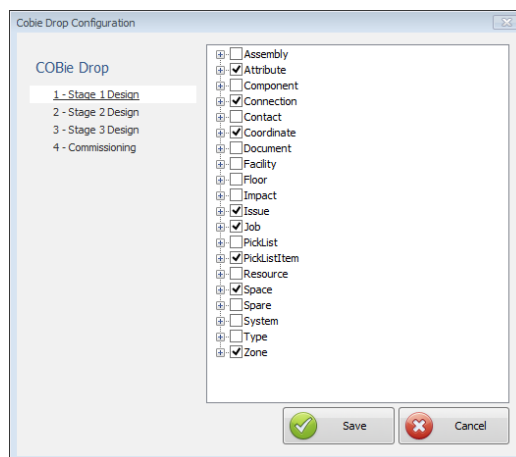 Cobie Drop Configuration
COBie Drop
1 - Stage 1 Design
2 - Stage 2 Design
3 - Stage 3 Design
4 - Commissioning
Assembly
Attribute
Component
Connection
Contact
Coordinate
Document
Facility
Floor
Impact
Issue
Job
PickList
PickListItem
Resource
Space
Spare
System
Type
Zone
Save
Cancel